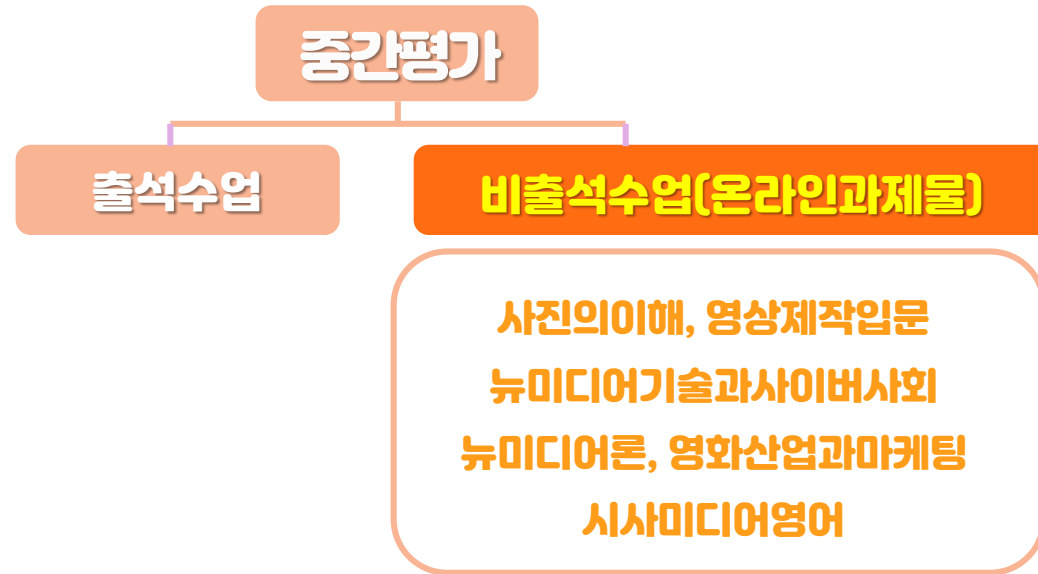 중간평가
출석수업
비출석수업(온라인과제물)
사진의이해, 영상제작입문
뉴미디어기술과사이버사회
뉴미디어론, 영화산업과마케팅
시사미디어영어